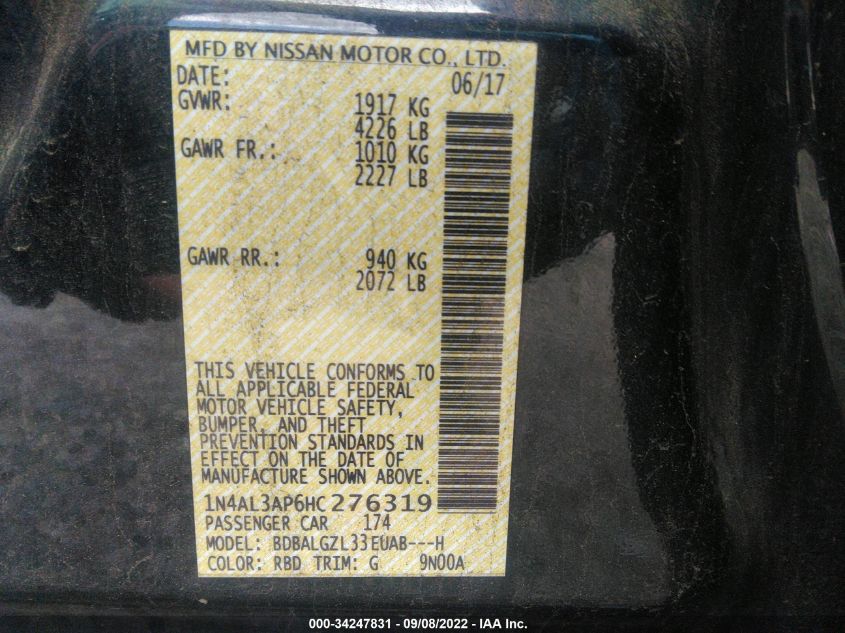 MFD BY NISSAN MOTOR CO., LTD.
DATE: 06/17
GVWR: 1917 KG
4226 LB
GAWR FR.: 1010 KG
2227 LB
GAWR RR.: 940 KG
2072 LB
THIS VEHICLE CONFORMS TO
ALL APPLICABLE FEDERAL
MOTOR VEHICLE SAFETY,
BUMPER, AND THEFT
PREVENTION STANDARDS IN
EFFECT ON THE DATE OF
MANUFACTURE SHOWN ABOVE.
1N4AL3AP6HC276319
PASSENGER CAR 174
MODEL: BDBALGZL33EUAB---H
COLOR: RBD TRIM: G 9N00A
000-34247831 - 09/08/2022 - IAA Inc.